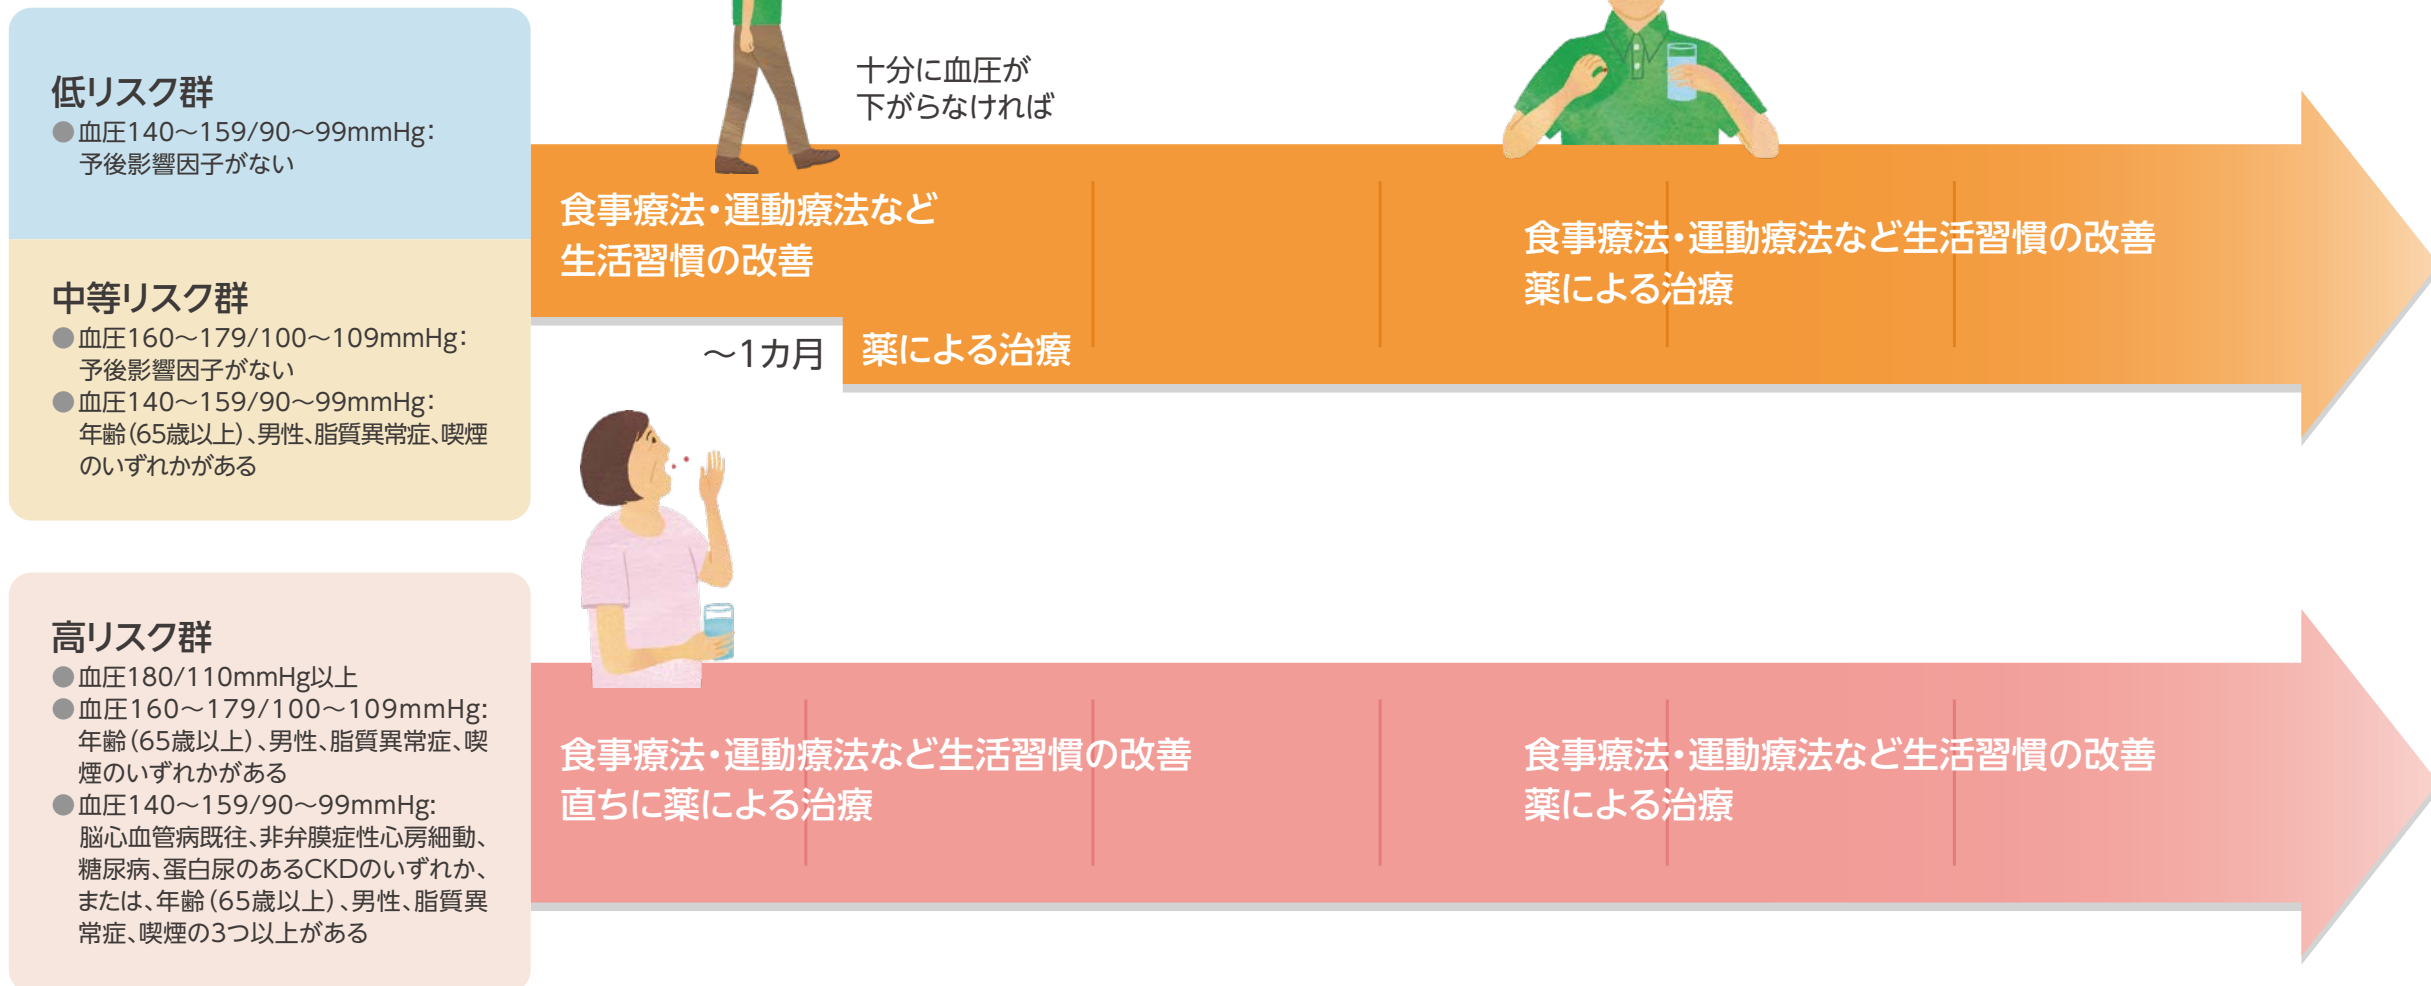 低リスク群
●血圧140～159/90～99mmHg：
予後影響因子がない
中等リスク群
●血圧160～179/100～109mmHg：
予後影響因子がない
●血圧140～159/90～99mmHg：
年齢（65歳以上）、男性、脂質異常症、喫煙
のいずれかがある
十分に血圧が
下がらなければ
食事療法・運動療法など
生活習慣の改善
～1カ月
薬による治療
食事療法・運動療法など生活習慣の改善
薬による治療
高リスク群
●血圧180/110mmHg以上
●血圧160～179/100～109mmHg:
年齢（65歳以上）、男性、脂質異常症、喫
煙のいずれかがある
●血圧140～159/90～99mmHg:
脳心血管病既往、非弁膜症性心房細動、
糖尿病、蛋白尿のあるCKDのいずれか、
または、年齢（65歳以上）、男性、脂質異
常症、喫煙の3つ以上がある
食事療法・運動療法など生活習慣の改善
直ちに薬による治療
食事療法・運動療法など生活習慣の改善
薬による治療